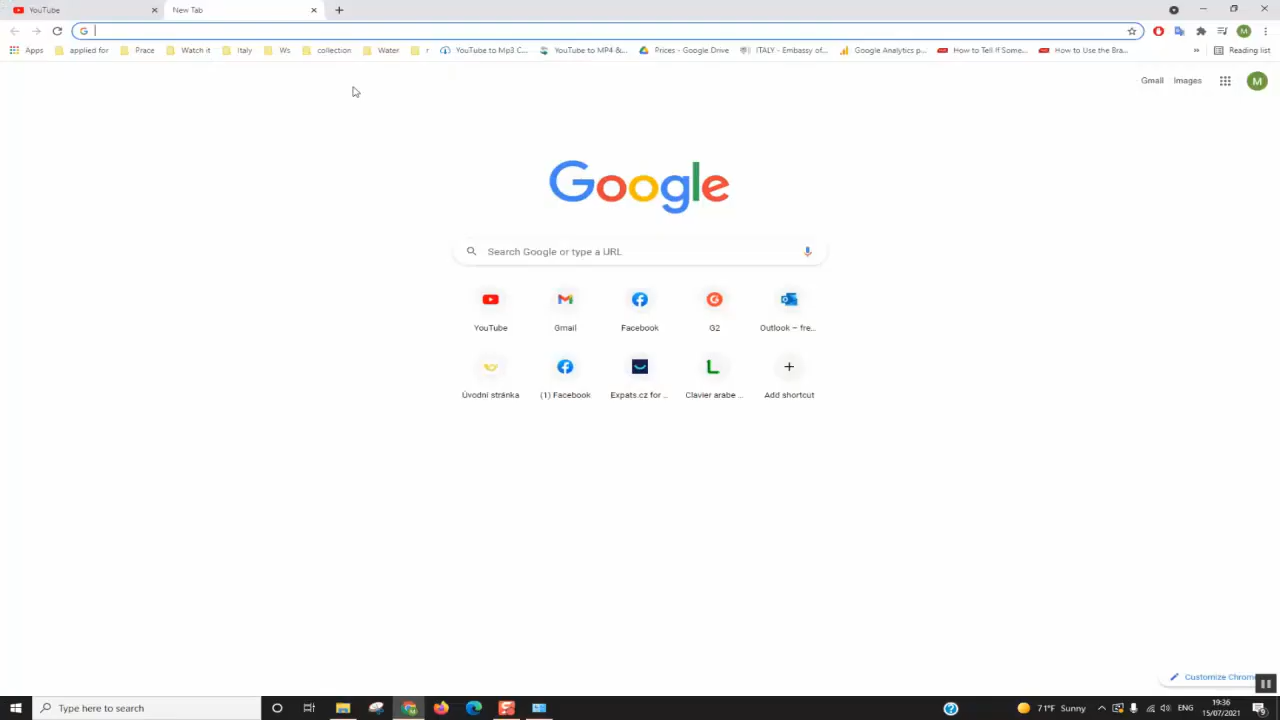 YouTube
New Tab
Apps applied for Prace Watch it Italy Ws collection Water r YouTube to Mp3 C... YouTube to MP4 &... Prices - Google Drive ITALY - Embassy of... Google Analytics p... How to Tell If Some... How to Use the Bra... » Reading list
Gmail Images M
Google
Search Google or type a URL
YouTube Gmail Facebook G2 Outlook – fre...
Úvodní stránka (1) Facebook Expats.cz for ... Clavier arabe ... Add shortcut
Customize Chrom
Type here to search
71°F Sunny
ENG
19:36
15/07/2021